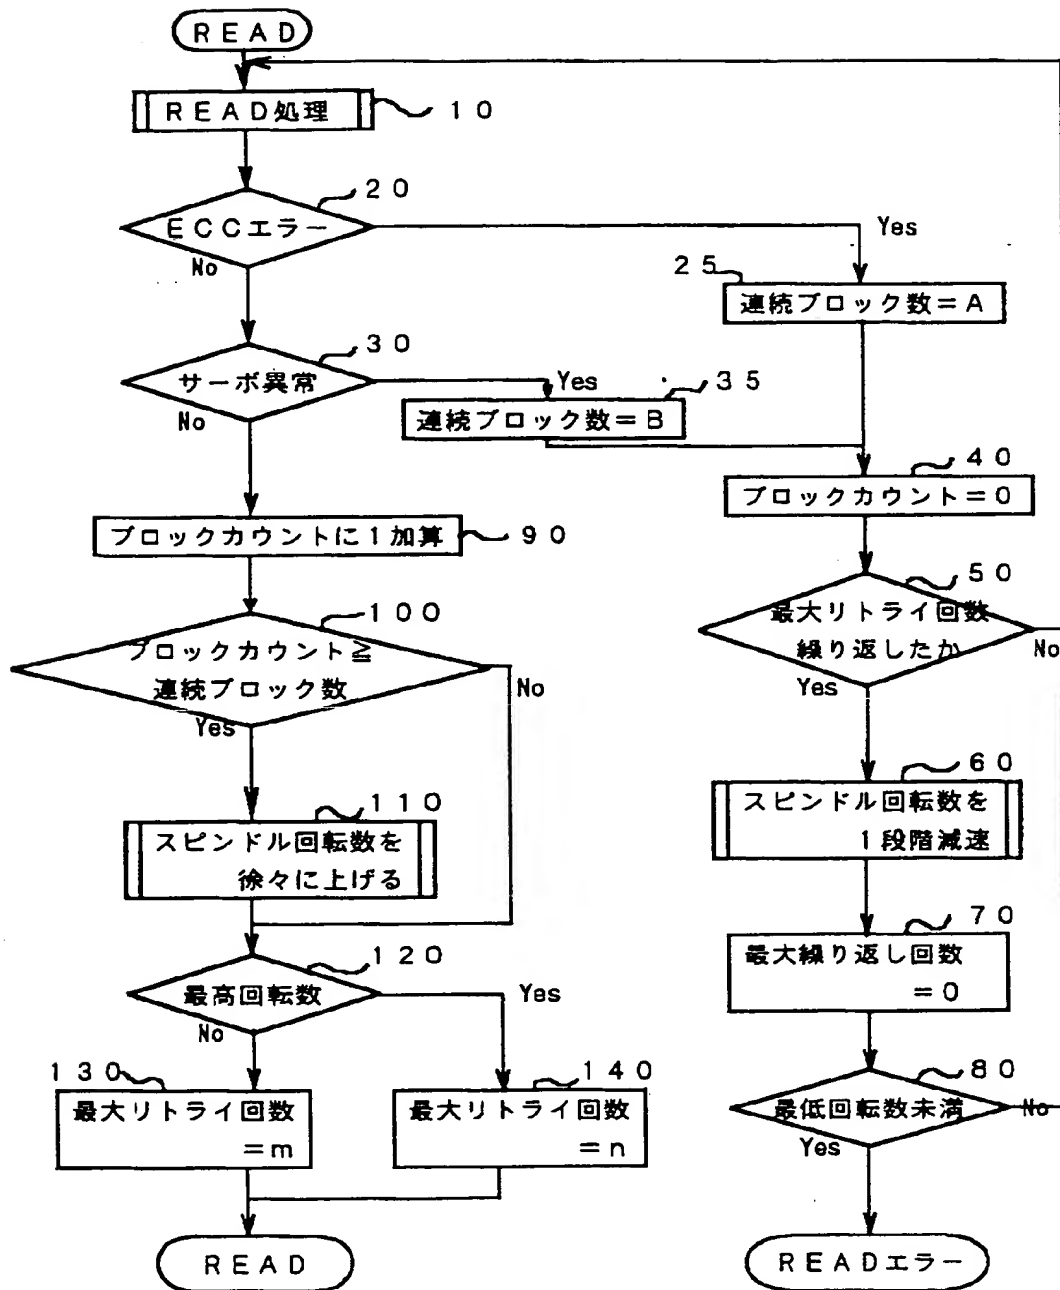 READ
READ処理
10
20
ECCエラー
Yes
No
25
連続ブロック数=A
30
サーボ異常
Yes
No
35
連続ブロック数=B
40
ブロックカウント=0
ブロックカウントに1加算
90
50
最大リトライ回数
繰り返したか
No
Yes
100
ブロックカウント≧
連続ブロック数
No
Yes
60
スピンドル回転数を
1段階減速
110
スピンドル回転数を
徐々に上げる
70
最大繰り返し回数
=0
120
最高回転数
Yes
No
80
最低回転数未満
No
Yes
130
最大リトライ回数
=m
140
最大リトライ回数
=n
READ
READエラー